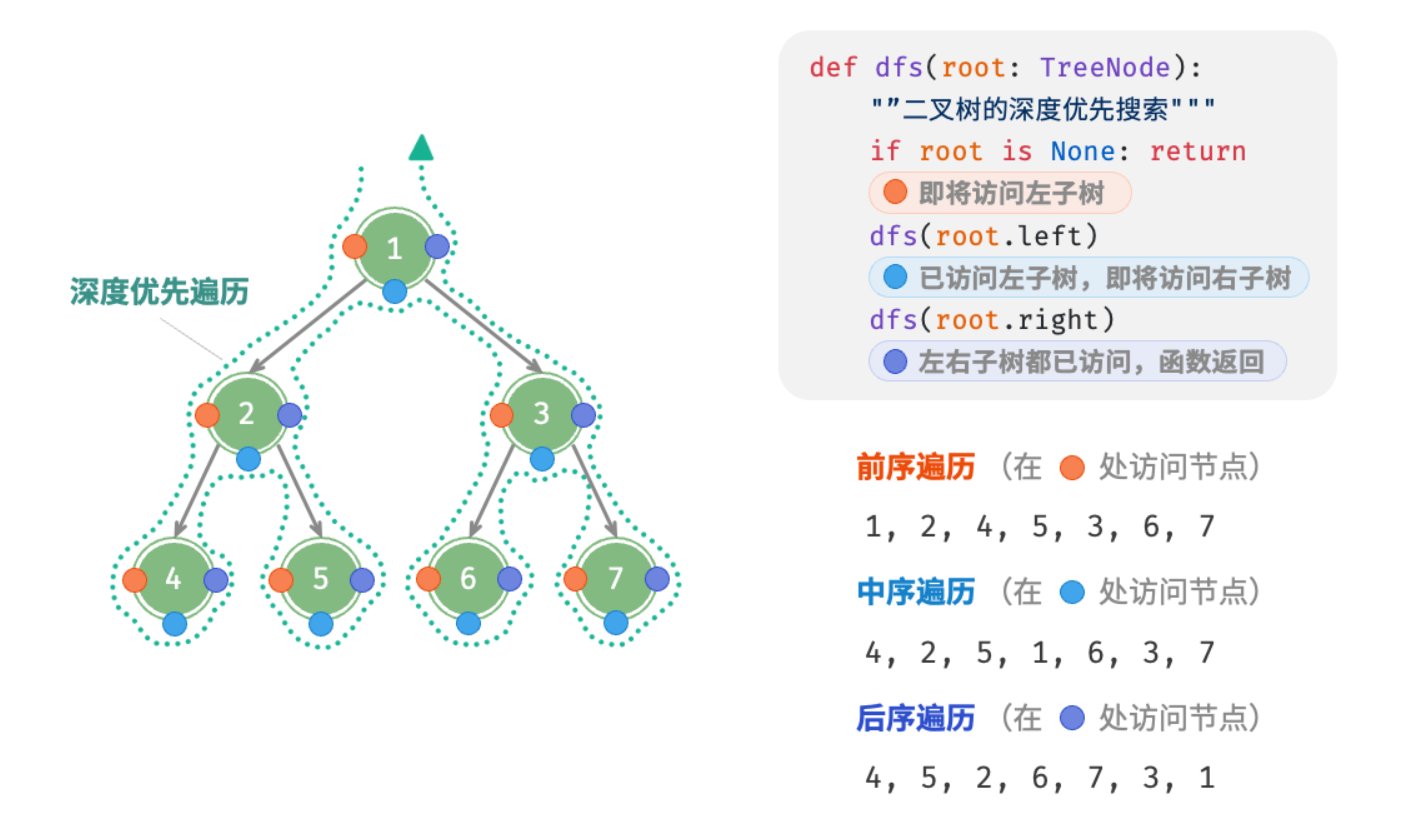 深度优先遍历
1
2
3
4
5
6
7
def dfs(root: TreeNode):
"”二叉树的深度优先搜索"""
if root is None: return
即将访问左子树
dfs(root.left)
已访问左子树，即将访问右子树
dfs(root.right)
左右子树都已访问，函数返回
前序遍历（在 处访问节点）
1, 2, 4, 5, 3, 6, 7
中序遍历（在 处访问节点）
4, 2, 5, 1, 6, 3, 7
后序遍历（在 处访问节点）
4, 5, 2, 6, 7, 3, 1